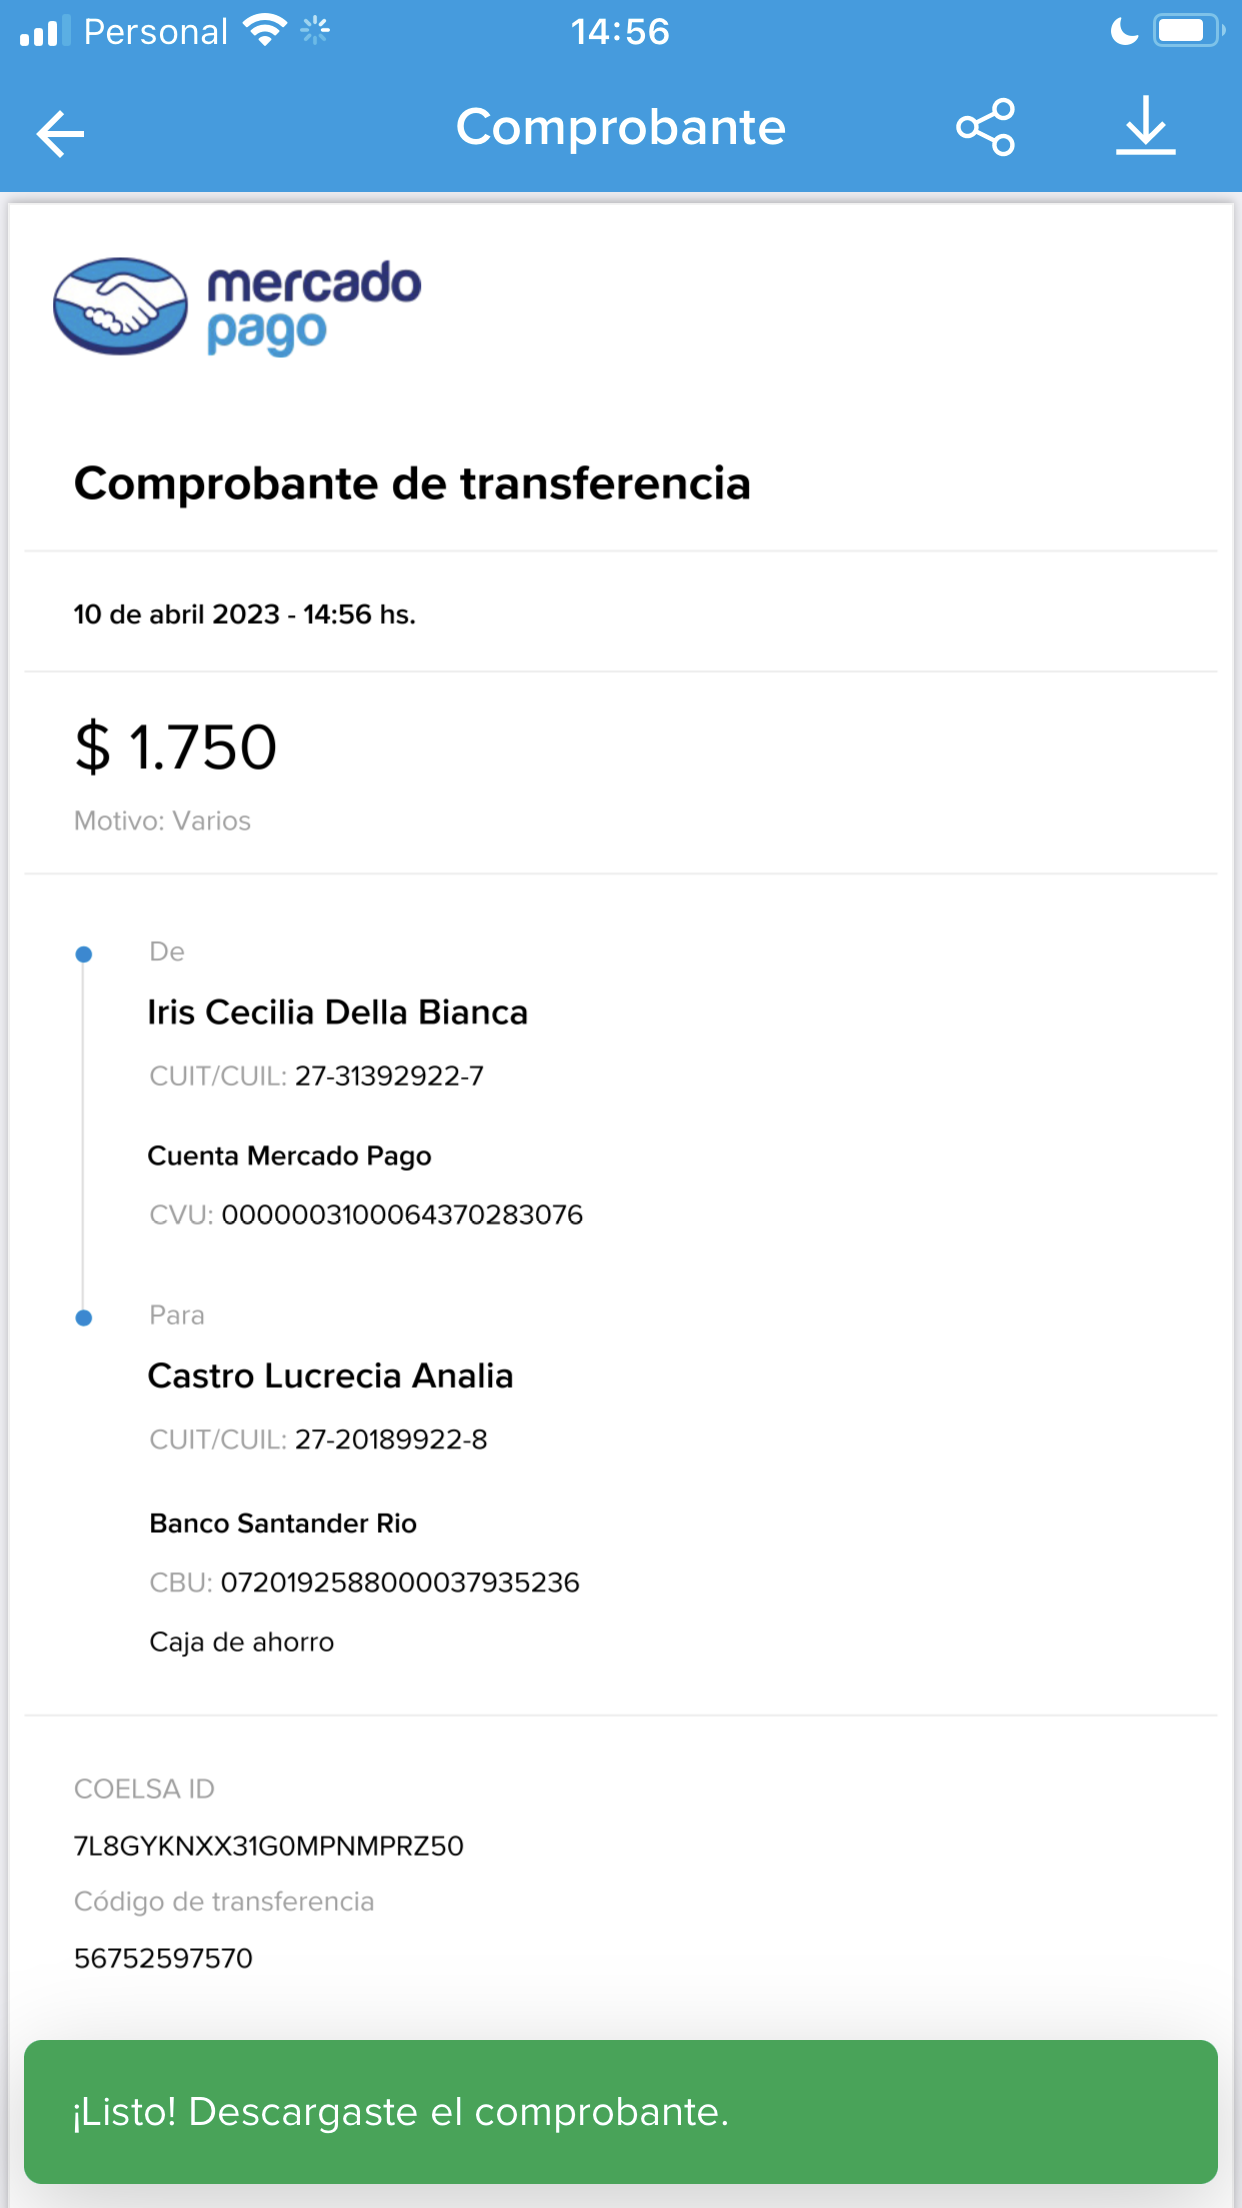 Personal 14:56
Comprobante
mercado
pago
Comprobante de transferencia
10 de abril 2023 - 14:56 hs.
$ 1.750
Motivo: Varios
De
Iris Cecilia Della Bianca
CUIT/CUIL: 27-31392922-7
Cuenta Mercado Pago
CVU: 0000003100064370283076
Para
Castro Lucrecia Analia
CUIT/CUIL: 27-20189922-8
Banco Santander Rio
CBU: 0720192588000037935236
Caja de ahorro
COELSA ID
7L8GYKNXX31G0MPNMPRZ50
Código de transferencia
56752597570
¡Listo! Descargaste el comprobante.